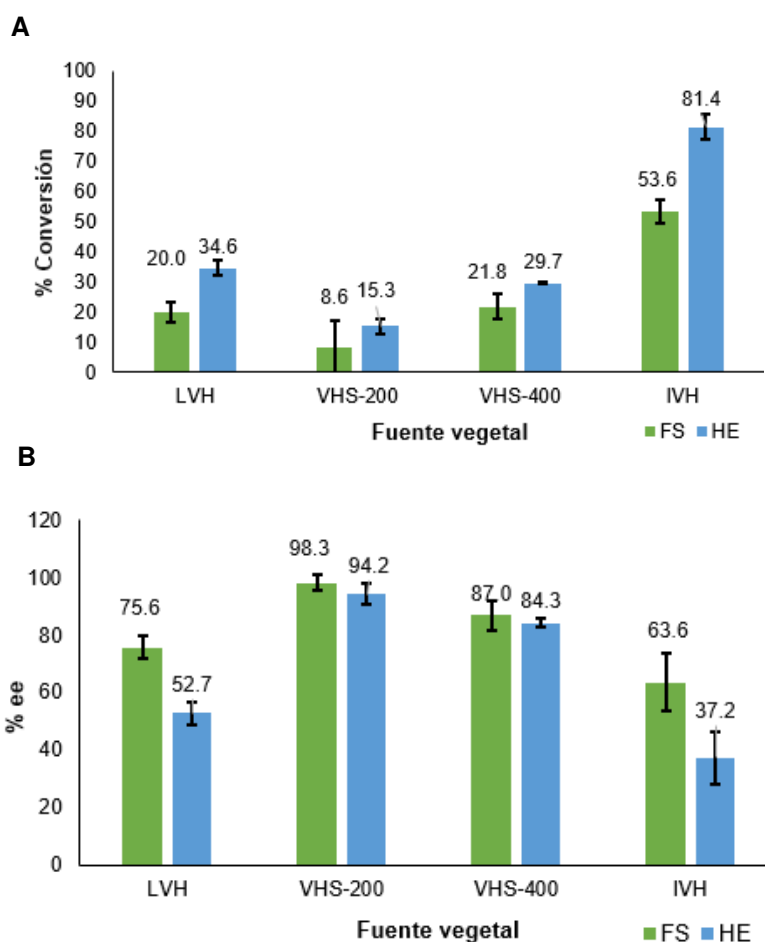 A
100
90
80
70
60
50
40
30
20
10
0
% Conversión
20.0 34.6
8.6 15.3
21.8 29.7
53.6 81.4
LVH VHS-200 VHS-400 IVH
Fuente vegetal
FS HE
B
120
100
80
60
40
20
0
% ee
75.6 52.7
98.3 94.2
87.0 84.3
63.6 37.2
LVH VHS-200 VHS-400 IVH
Fuente vegetal
FS HE